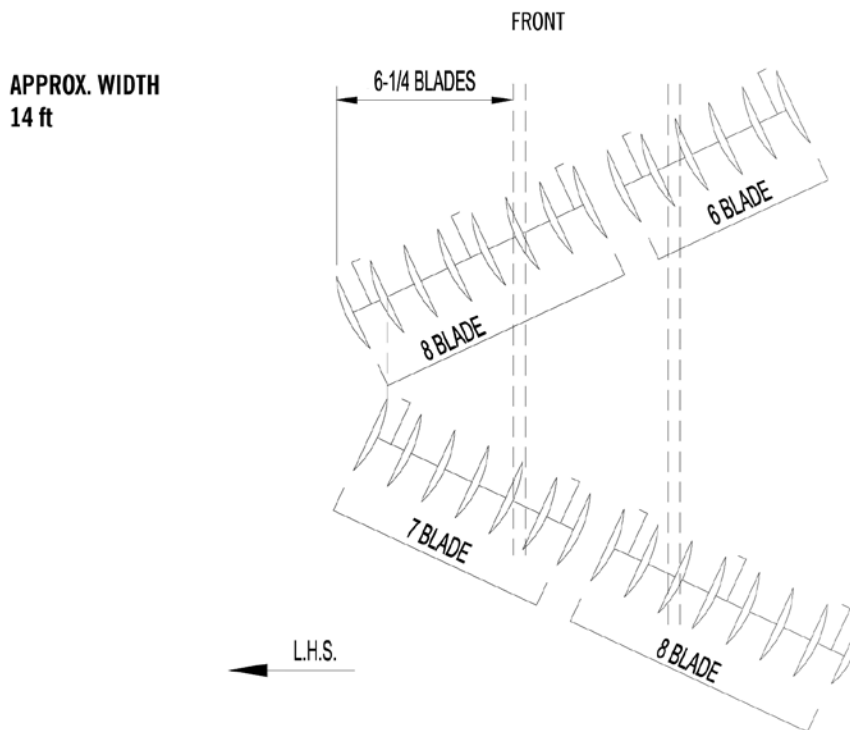 FRONT
APPROX. WIDTH
14 ft
6-1/4 BLADES
6 BLADE
8 BLADE
7 BLADE
8 BLADE
L.H.S.